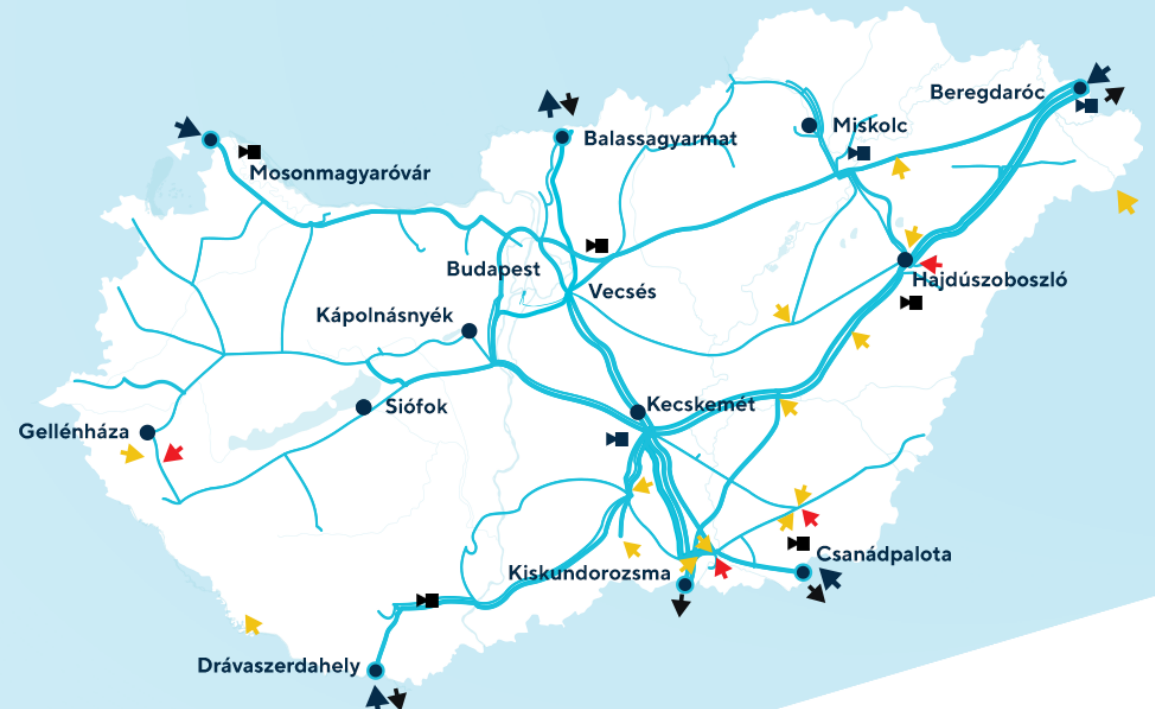 Beregdaróc
Balassagyarmat
Miskolc
Mosonmagyaróvár
Budapest
Hajdúszoboszló
Vecsés
Kápolnásnyék
Siófok
Kecskemét
Gellénháza
Csanádpalota
Kiskundorozsma
Drávaszerdahely